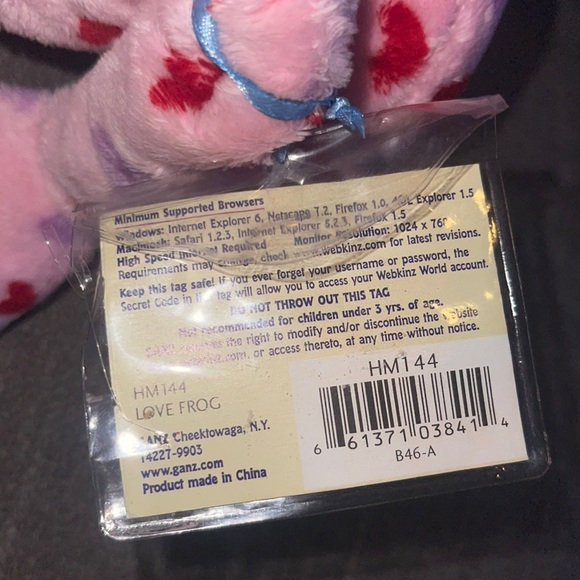 Minimum Supported Browsers
Windows: Internet Explorer 6, Netscape 7.2, Firefox 1.0, Explorer 1.5
Macintosh: Safari 1.2.3, Internet Explorer 5.2.3, Firefox 1.5
High Speed Internet Required Monitor Resolution: 1024 x 76
Requirements may change, check www.webkinz.com for latest revisions.
Keep this tag safe! If you ever forget your username or password, the
Secret Code in this tag will allow you to access your Webkinz World account.
DO NOT THROW OUT THIS TAG
Not recommended for children under 3 yrs. of age.
GANZ reserves the right to modify and/or discontinue the website
webkinz.com, or access thereto, at any time without notice.
HM144
LOVE FROG
GANZ Cheektowaga, N.Y.
14227-9903
www.ganz.com
Product made in China
HM144
6 61371 03841 4
B46-A